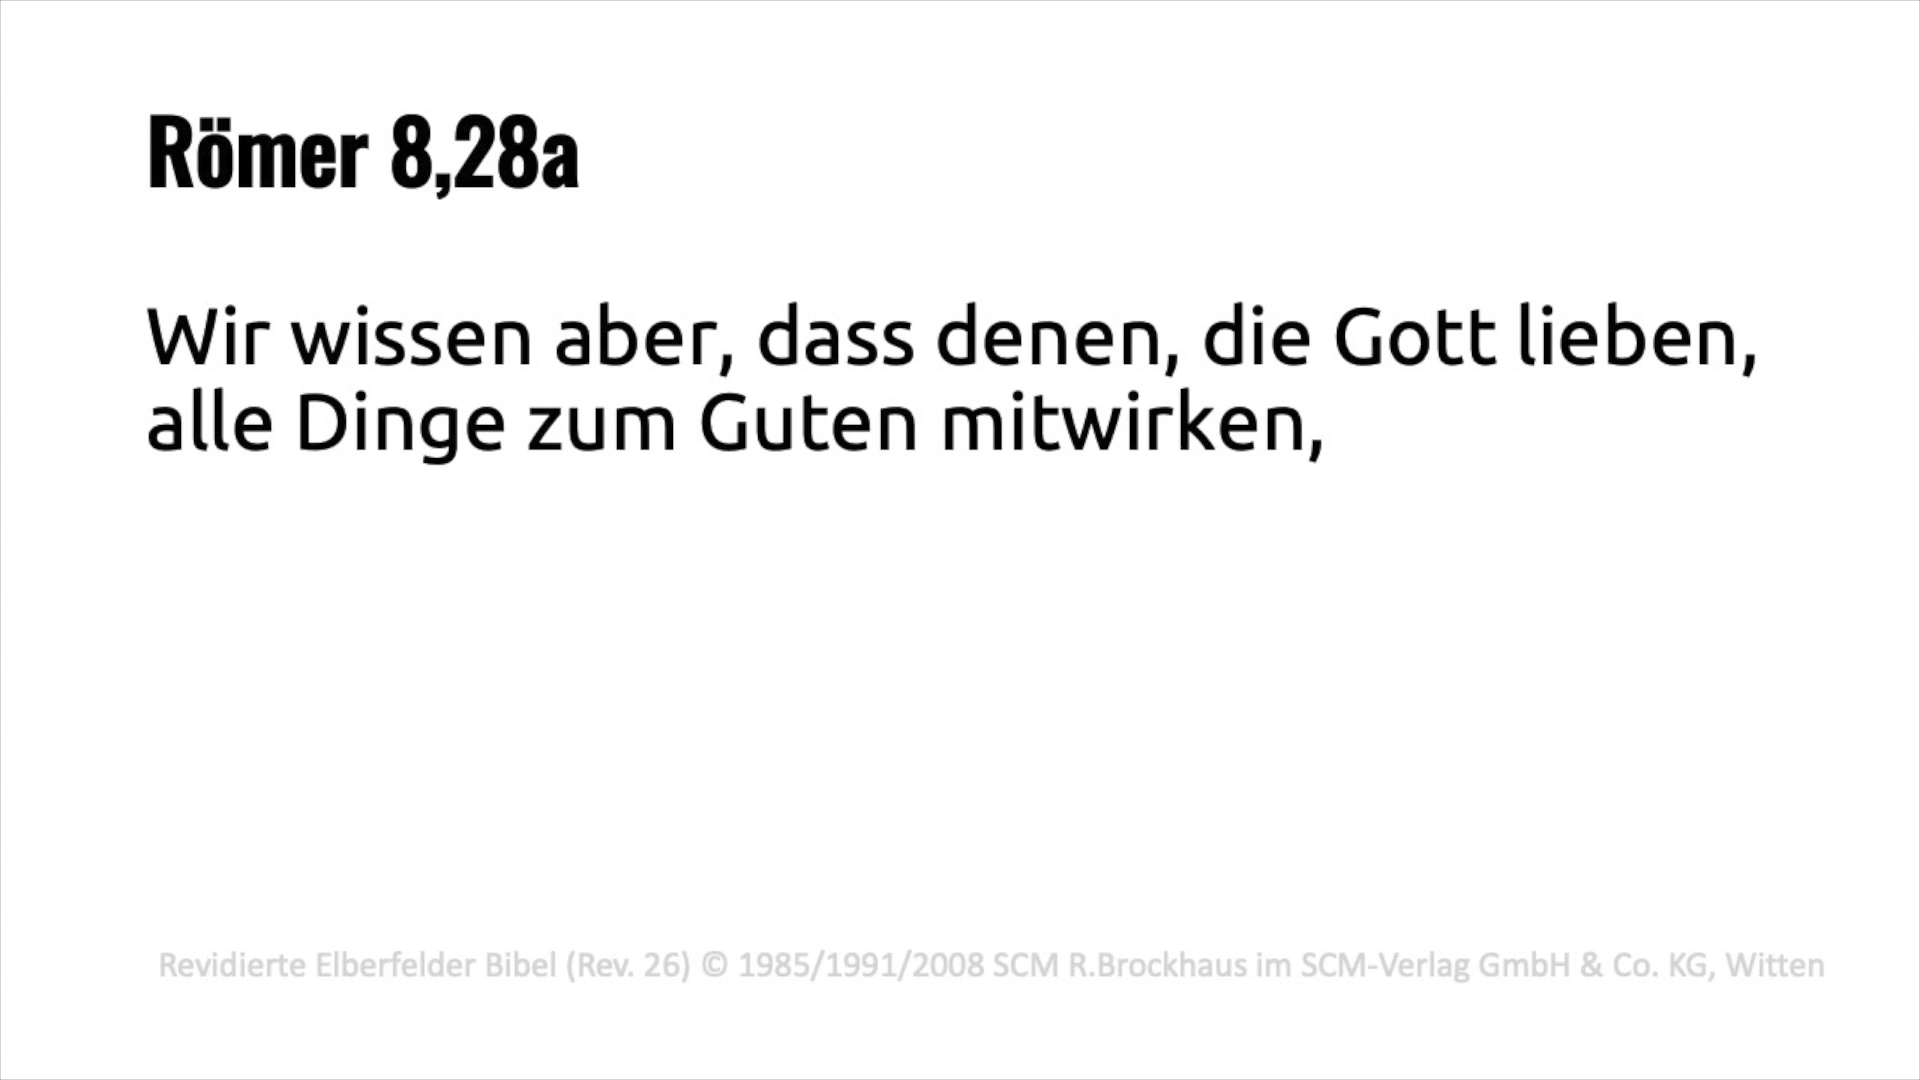 Römer 8,28a
Wir wissen aber, dass denen, die Gott lieben,
alle Dinge zum Guten mitwirken,
Revidierte Elberfelder Bibel (Rev. 26) © 1985/1991/2008 SCM R.Brockhaus im SCM-Verlag GmbH & Co. KG, Witten